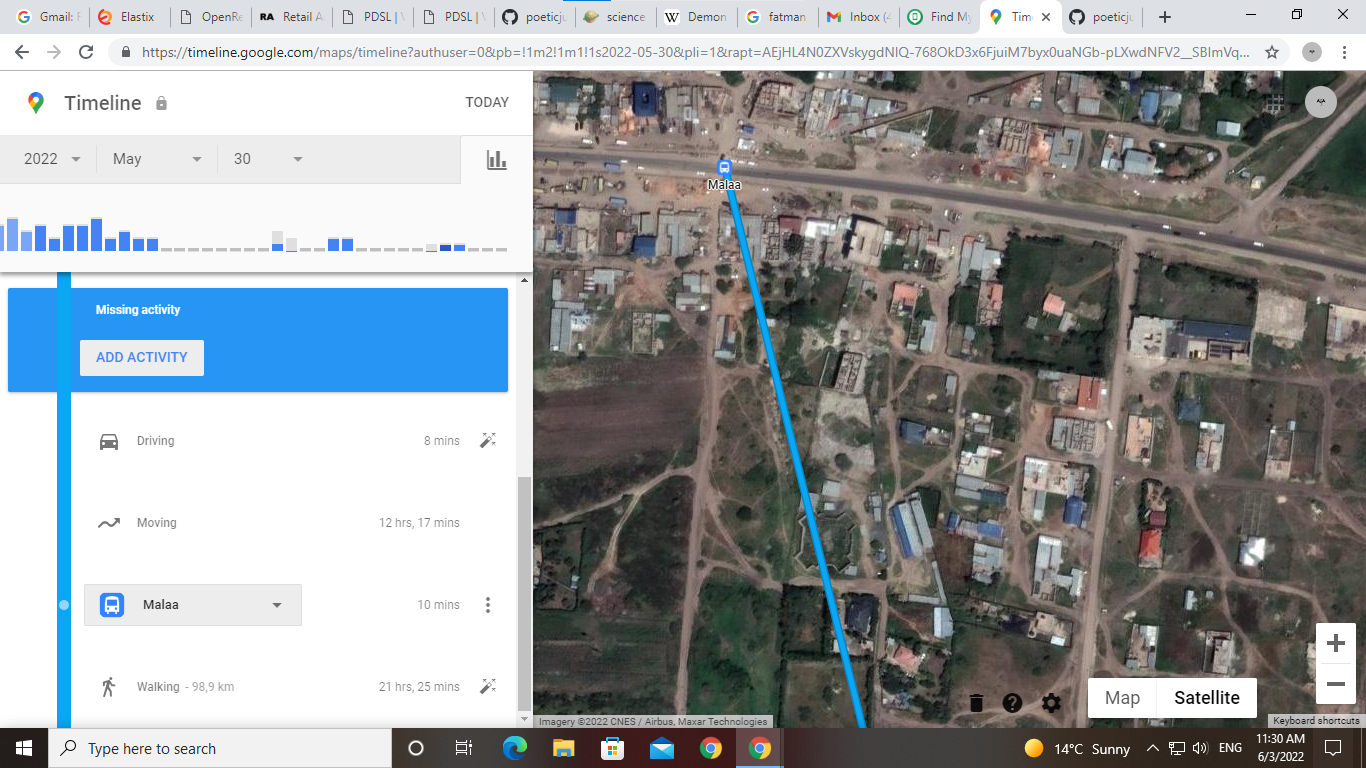 Gmail: F
Elastix
OpenRe
RA Retail A
PDSL | V
PDSL | V
poeticju
science
W Demon
fatman
Inbox (4
Find My
Time
poeticju
https://timeline.google.com/maps/timeline?authuser=0&pb=!1m2!1m1!1s2022-05-30&pli=1&rapt=AEjHL4N0ZXVskygdNIQ-768OkD3x6FjuiM7byx0uaNGb-pLXwdNFV2__SBImVq...
Timeline
TODAY
2022
May
30
Missing activity
ADD ACTIVITY
Driving
8 mins
Moving
12 hrs, 17 mins
Malaa
10 mins
Walking - 98,9 km
21 hrs, 25 mins
Malaa
Map
Satellite
Imagery ©2022 CNES / Airbus, Maxar Technologies
Keyboard shortcuts
Type here to search
14°C Sunny
ENG
11:30 AM
6/3/2022